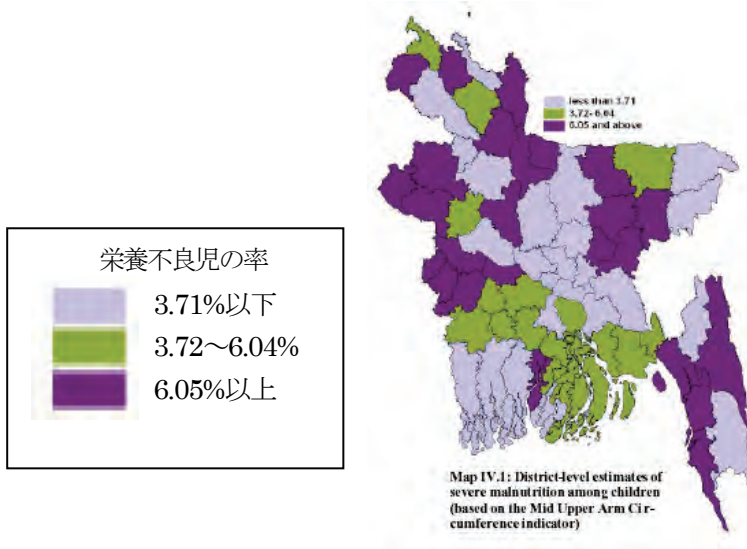 栄養不良児の率
3.71%以下
3.72～6.04%
6.05%以上
less than 3.71
3.72- 6.04
6.05 and above
Map IV.1: District-level estimates of
severe malnutrition among children
(based on the Mid Upper Arm Cir-
cumference indicator)